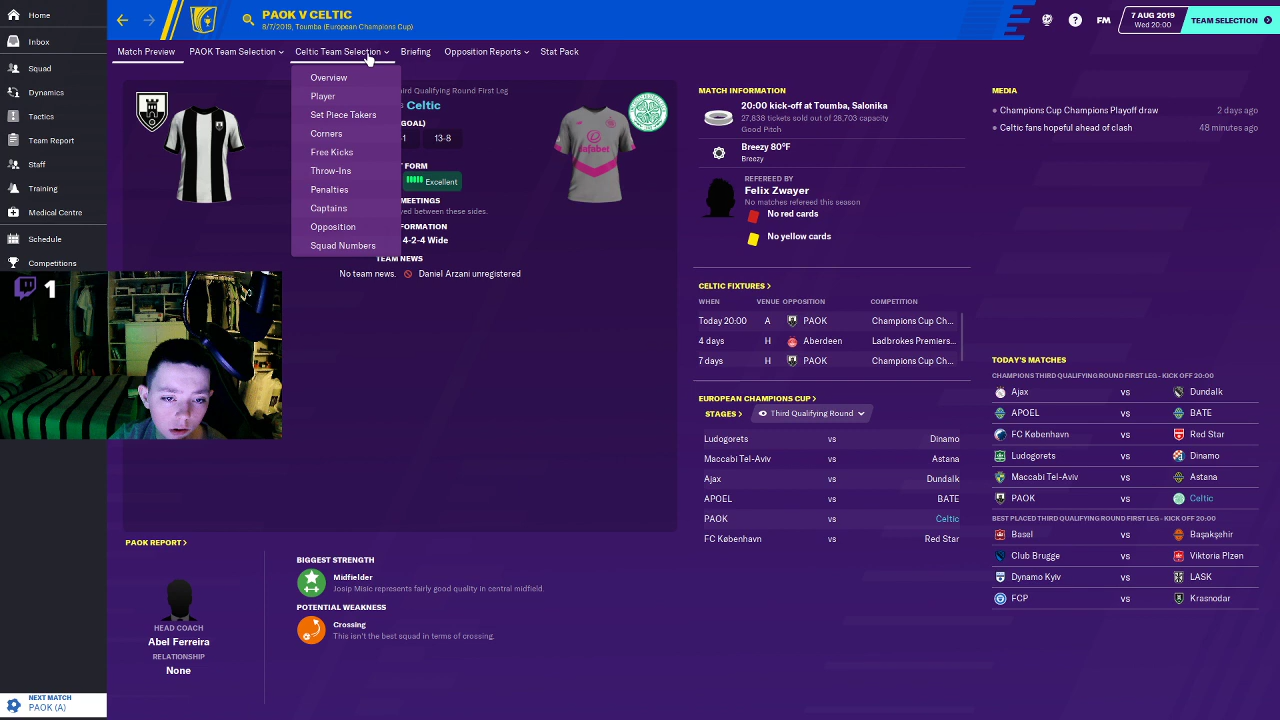 Home
Inbox
Squad
Dynamics
Tactics
Team Report
Staff
Training
Medical Centre
Schedule
Competitions
1
NEXT MATCH
PAOK (A)
PAOK V CELTIC
8/7/2019, Toumba (European Champions Cup)
FM
7 AUG 2019
Wed 20:00
TEAM SELECTION
Match Preview
PAOK Team Selection
Celtic Team Selection
Briefing
Opposition Reports
Stat Pack
Overview
Player
Set Piece Takers
Corners
Free Kicks
Throw-Ins
Penalties
Captains
Opposition
Squad Numbers
Qualifying Round First Leg
Celtic
13-8
Excellent
4-2-4 Wide
TEAM NEWS
No team news.
Daniel Arzani unregistered
PAOK REPORT
HEAD COACH
Abel Ferreira
RELATIONSHIP
None
BIGGEST STRENGTH
Midfielder
Josip Misic represents fairly good quality in central midfield.
POTENTIAL WEAKNESS
Crossing
This isn't the best squad in terms of crossing.
MATCH INFORMATION
20:00 kick-off at Toumba, Salonika
27,838 tickets sold out of 28,703 capacity
Good Pitch
Breezy 80°F
Breezy
REFEREED BY
Felix Zwayer
No matches refereed this season
No red cards
No yellow cards
CELTIC FIXTURES
WHEN VENUE OPPOSITION COMPETITION
Today 20:00 A PAOK Champions Cup Ch...
4 days H Aberdeen Ladbrokes Premiers...
7 days H PAOK Champions Cup Ch...
EUROPEAN CHAMPIONS CUP
STAGES Third Qualifying Round
Ludogorets vs Dinamo
Maccabi Tel-Aviv vs Astana
Ajax vs Dundalk
APOEL vs BATE
PAOK vs Celtic
FC København vs Red Star
MEDIA
Champions Cup Champions Playoff draw 2 days ago
Celtic fans hopeful ahead of clash 48 minutes ago
TODAY'S MATCHES
CHAMPIONS THIRD QUALIFYING ROUND FIRST LEG - KICK OFF 20:00
Ajax vs Dundalk
APOEL vs BATE
FC København vs Red Star
Ludogorets vs Dinamo
Maccabi Tel-Aviv vs Astana
PAOK vs Celtic
BEST PLACED THIRD QUALIFYING ROUND FIRST LEG - KICK OFF 20:00
Basel vs Başakşehir
Club Brugge vs Viktoria Plzen
Dynamo Kyiv vs LASK
FCP vs Krasnodar